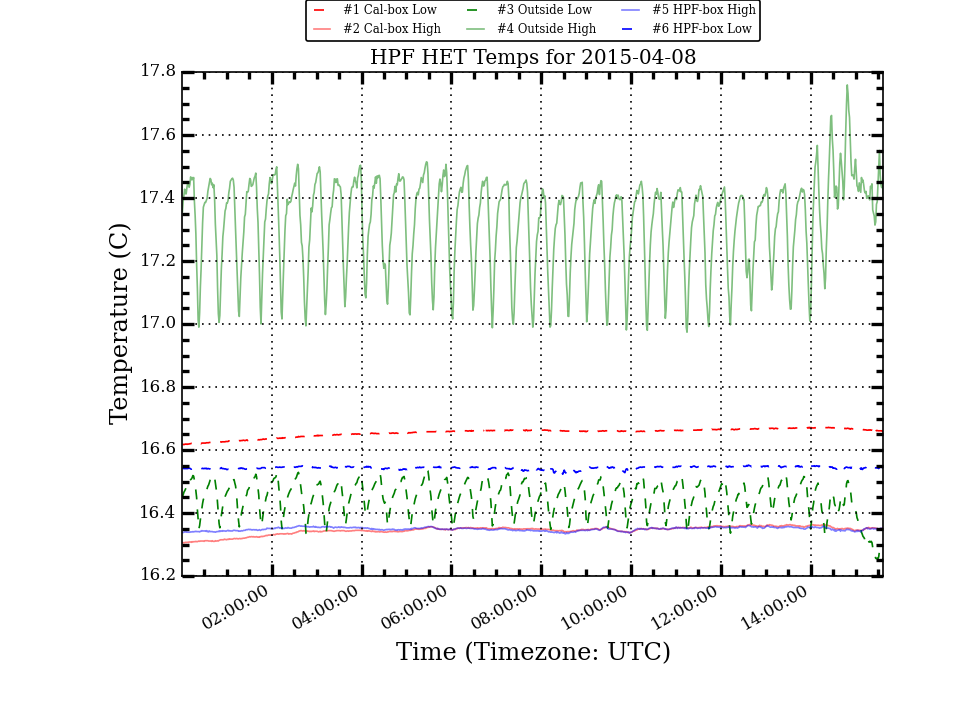 #1 Cal-box Low #3 Outside Low #5 HPF-box High
#2 Cal-box High #4 Outside High #6 HPF-box Low
HPF HET Temps for 2015-04-08
17.8
17.6
17.4
17.2
17.0
16.8
16.6
16.4
16.2
Temperature (C)
02:00:00 04:00:00 06:00:00 08:00:00 10:00:00 12:00:00 14:00:00
Time (Timezone: UTC)